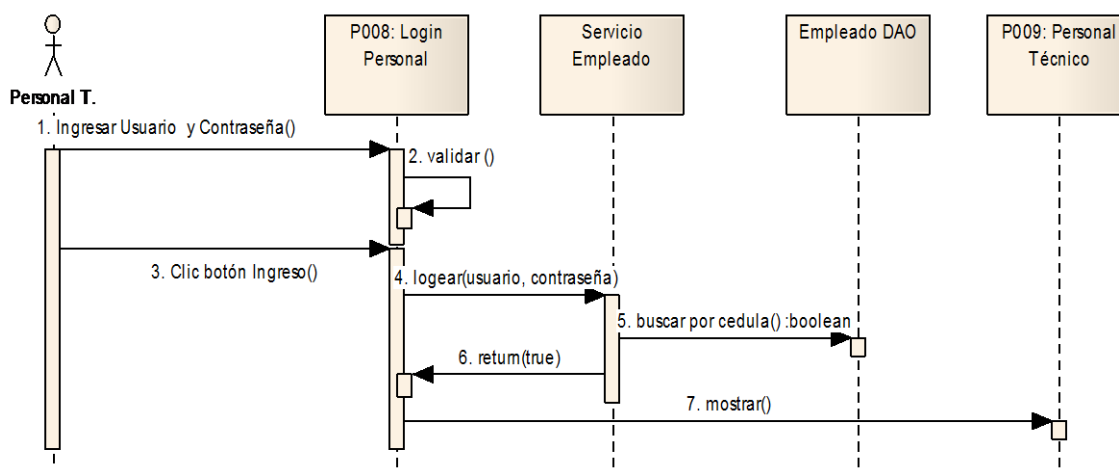 P008: Login
Personal
Servicio
Empleado
Empleado DAO
P009: Personal
Técnico
Personal T.
1. Ingresar Usuario y Contraseña()
2. validar ()
3. Clic botón Ingreso()
4. logear(usuario, contraseña)
5. buscar por cedula() :boolean
6. return(true)
7. mostrar()